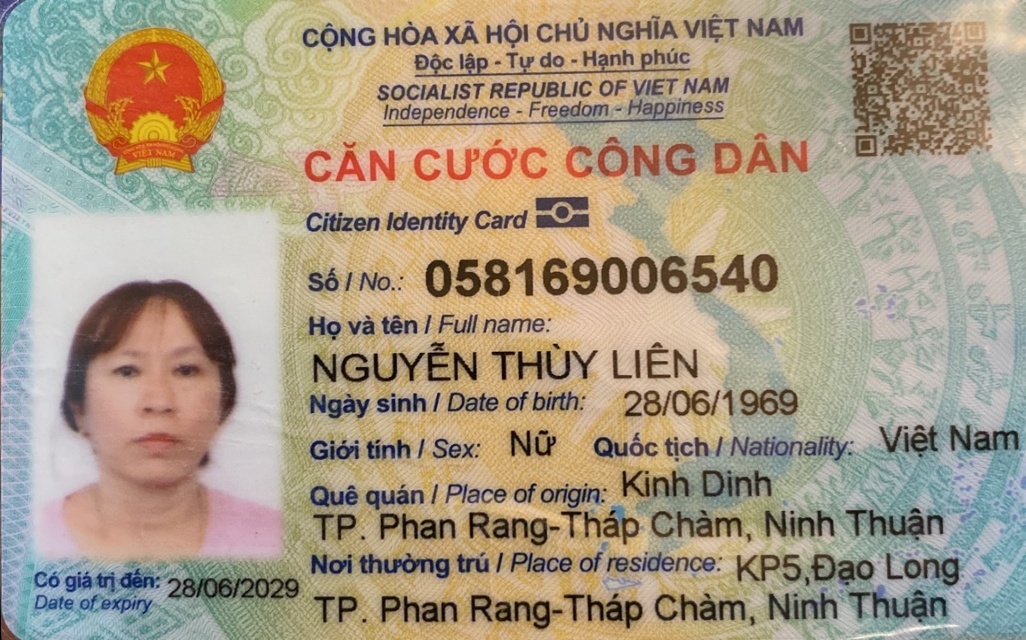 CỘNG HÒA XÃ HỘI CHỦ NGHĨA VIỆT NAM
Độc lập - Tự do - Hạnh phúc
SOCIALIST REPUBLIC OF VIET NAM
Independence - Freedom - Happiness
CĂN CƯỚC CÔNG DÂN
Citizen Identity Card
Số / No.: 058169006540
Họ và tên / Full name:
NGUYỄN THÙY LIÊN
Ngày sinh / Date of birth: 28/06/1969
Giới tính / Sex: Nữ Quốc tịch / Nationality: Việt Nam
Quê quán / Place of origin: Kinh Dinh
TP. Phan Rang-Tháp Chàm, Ninh Thuận
Nơi thường trú / Place of residence: KP5,Đạo Long
TP. Phan Rang-Tháp Chàm, Ninh Thuận
Có giá trị đến: 28/06/2029
Date of expiry
VIỆT NAM